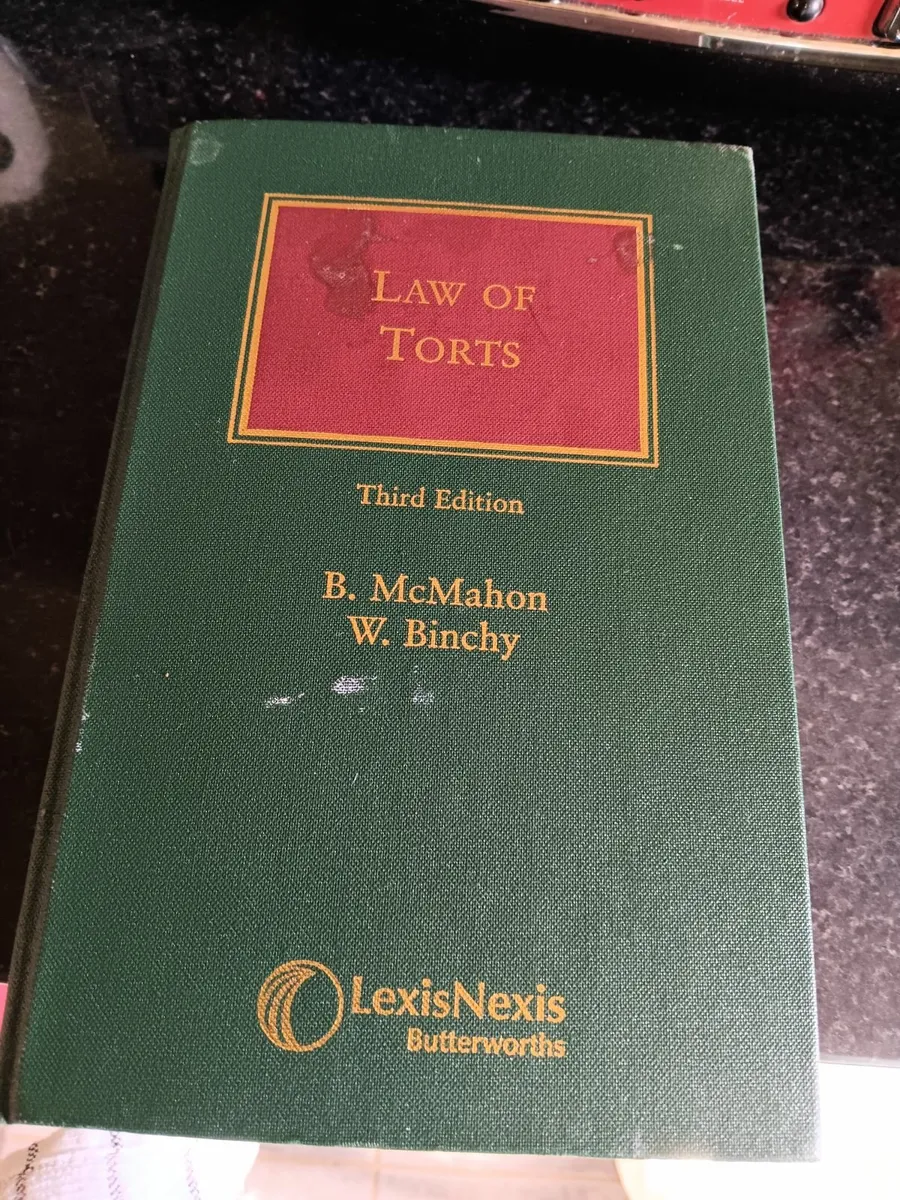 LAW OF
TORTS
Third Edition
B. McMahon
W. Binchy
LexisNexis
Butterworths